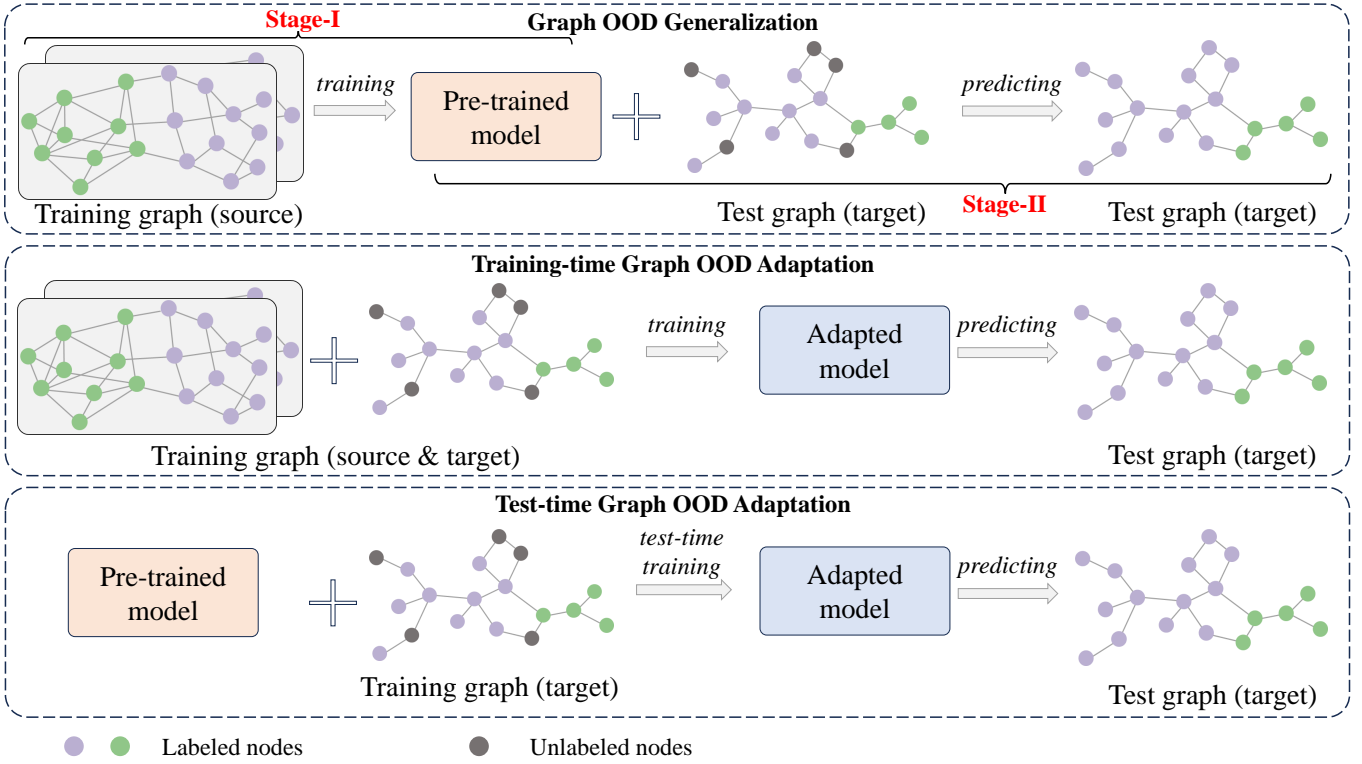 Stage-I
Graph OOD Generalization
training
Pre-trained
model
predicting
Training graph (source)
Test graph (target)
Stage-II
Test graph (target)
Training-time Graph OOD Adaptation
training
Adapted
model
predicting
Training graph (source & target)
Test graph (target)
Test-time Graph OOD Adaptation
Pre-trained
model
test-time
training
Adapted
model
predicting
Training graph (target)
Test graph (target)
Labeled nodes
Unlabeled nodes